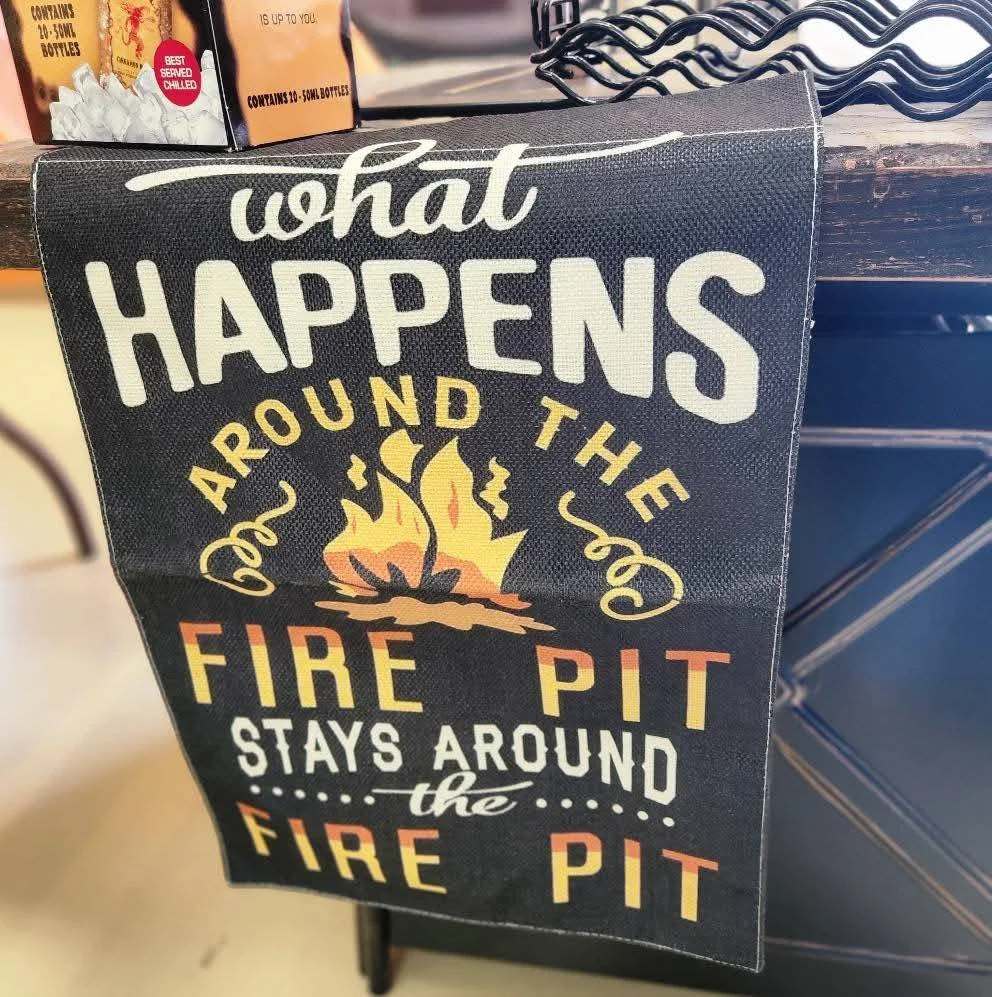 CONTAINS
20-50ML
BOTTLES
BEST
SERVED
CHILLED
IS UP TO YOU.
CONTAINS 20-50ML BOTTLES
what
HAPPENS
AROUND THE
FIRE PIT
STAYS AROUND
the
FIRE PIT